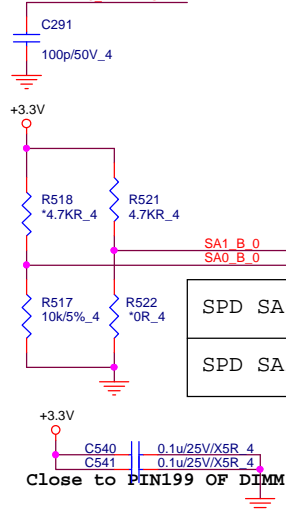 C291
100p/50V_4
+3.3V
R518
*4.7KR_4
R521
4.7KR_4
SA1_B_0
SA0_B_0
R517
10k/5%_4
R522
*0R_4
SPD SA
SPD SA
+3.3V
C540 0.1u/25V/X5R_4
C541 0.1u/25V/X5R_4
Close to PIN199 OF DIMM